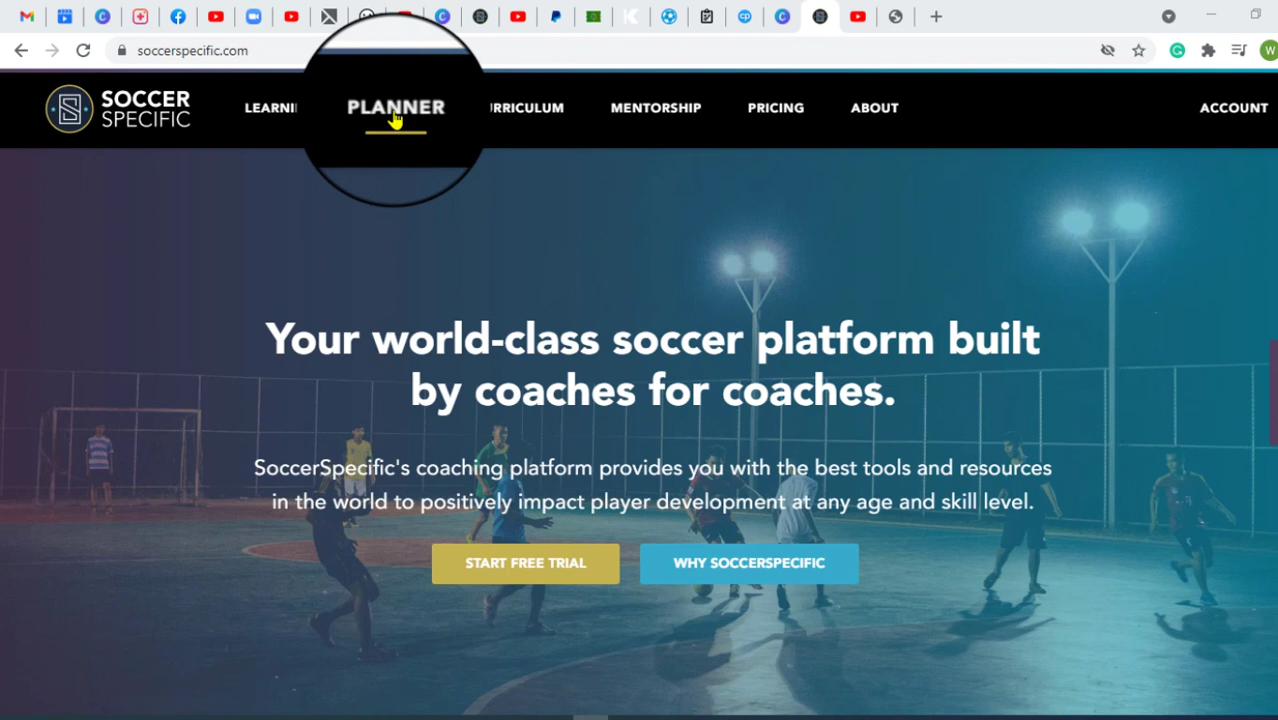 soccerspecific.com
W
SOCCER
SPECIFIC
LEARNI
PLANNER
URRICULUM
MENTORSHIP
PRICING
ABOUT
ACCOUNT
Your world-class soccer platform built
by coaches for coaches.
SoccerSpecific's coaching platform provides you with the best tools and resources
in the world to positively impact player development at any age and skill level.
START FREE TRIAL
WHY SOCCERSPECIFIC